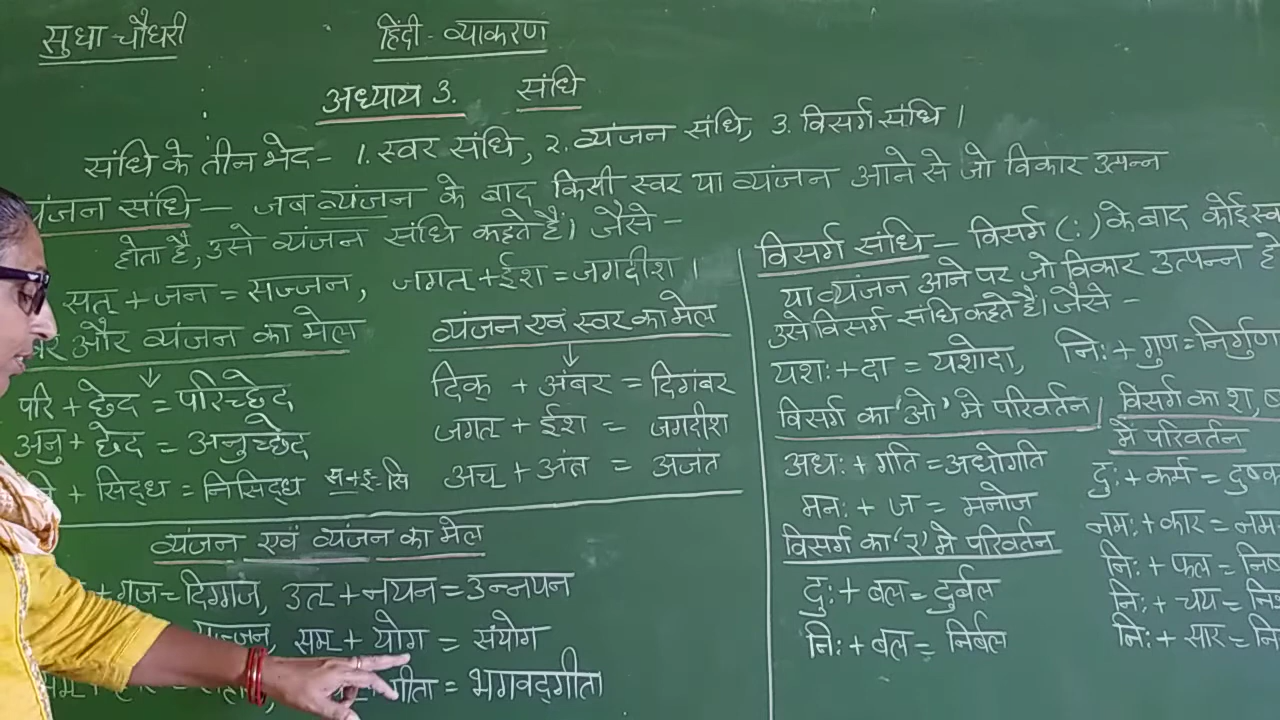 सुधा चौधरी
हिंदी - व्याकरण
अध्याय 3. संधि
संधि के तीन भेद - 1. स्वर संधि, 2. व्यंजन संधि, 3. विसर्ग संधि ।
यंजन संधि - जब व्यंजन के बाद किसी स्वर या व्यंजन आने से जो विकार उत्पन्न
होता है, उसे व्यंजन संधि कहते हैं। जैसे -
सत् + जन = सज्जन, जगत् + ईश = जगदीश ।
और व्यंजन का मेल
परि + छेद = परिच्छेद
अनु + छेद = अनुच्छेद
+ सिद्ध = निसिद्ध स + इ - सि
व्यंजन एवं स्वर का मेल
दिक् + अंबर = दिगंबर
जगत् + ईश = जगदीश
अच् + अंत = अजंत
व्यंजन एवं व्यंजन का मेल
+ गज = दिग्गज, उत् + नयन = उन्नयन
सम् + योग = संयोग
गीता = भगवद्गीता
विसर्ग संधि - विसर्ग (:) के बाद कोई स्व
या व्यंजन आने पर जो विकार उत्पन्न हो
उसे विसर्ग संधि कहते हैं। जैसे -
यशः + दा = यशोदा, निः + गुण = निर्गुण
विसर्ग का 'ओ' मे परिवर्तन
अधः + गति = अधोगति
मनः + ज = मनोज
विसर्ग का 'र्' मे परिवर्तन
दुः + बल = दुर्बल
निः + बल = निर्बल
विसर्ग का श, ष
में परिवर्तन
दुः + कर्म = दुष्क
नमः + कार = नम
निः + फल = निष
निः + चय = नि
निः + सार = नि